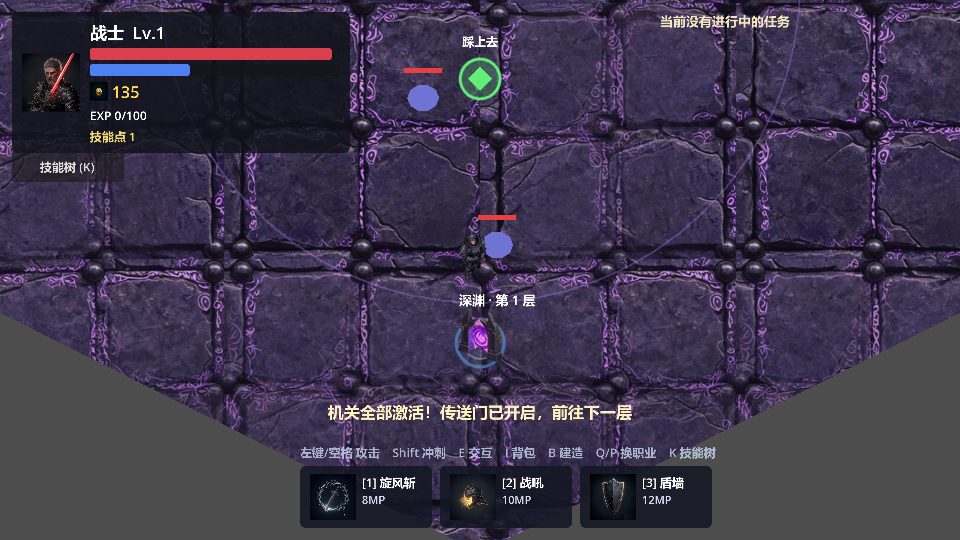 战士 Lv.1
135
EXP 0/100
技能点 1
技能树 (K)
当前没有进行中的任务
踩上去
深渊 · 第 1 层
机关全部激活！传送门已开启，前往下一层
左键/空格 攻击 Shift 冲刺 E 交互 I 背包 B 建造 Q/P 换职业 K 技能树
[1] 旋风斩
8MP
[2] 战吼
10MP
[3] 盾墙
12MP